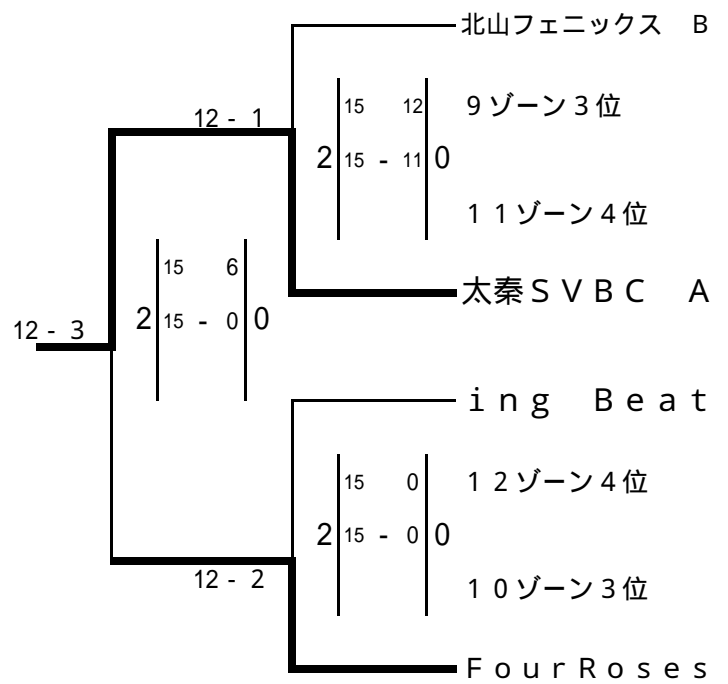 北山フェニックス　B
12 - 1
15 12
9ゾーン3位
2 15 - 11 0
11ゾーン4位
15 6
太秦SVBC　A
2 15 - 0 0
12 - 3
ing　Beat
15 0
12ゾーン4位
2 15 - 0 0
12 - 2
10ゾーン3位
FourRoses